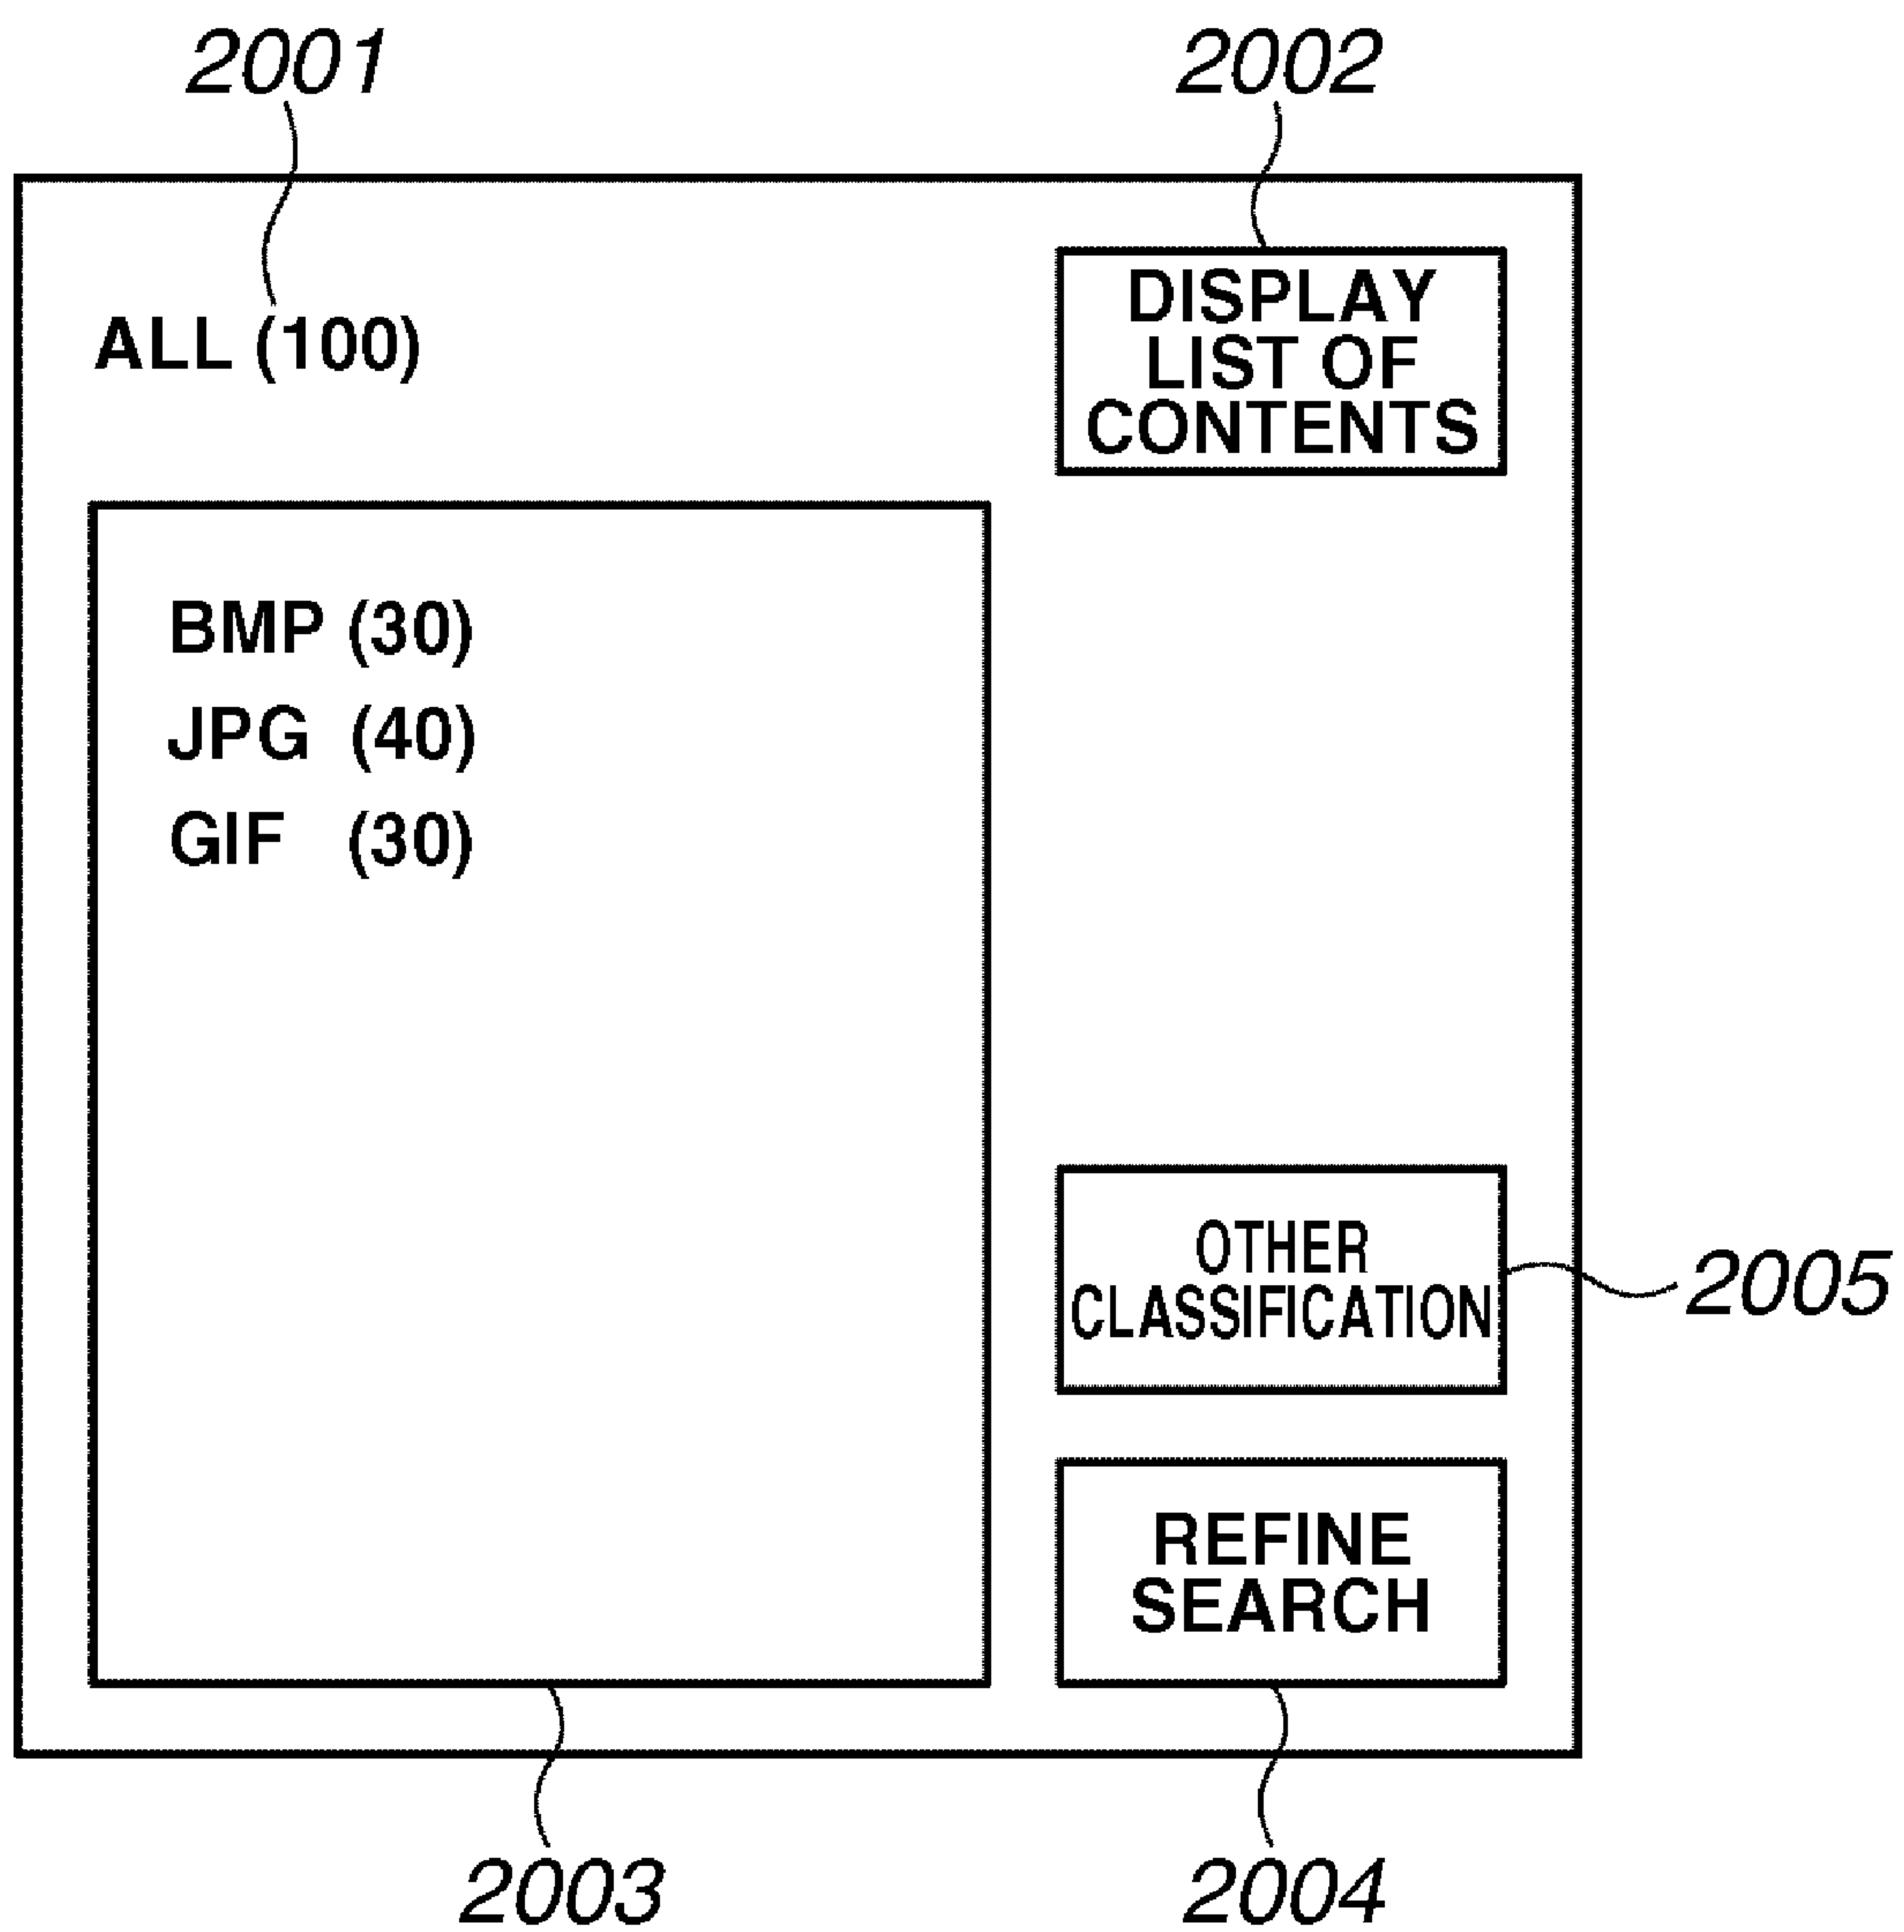 2001
2002
ALL (100)
DISPLAY
LIST OF
CONTENTS
BMP (30)
JPG (40)
GIF (30)
OTHER
CLASSIFICATION
2005
REFINE
SEARCH
2003
2004